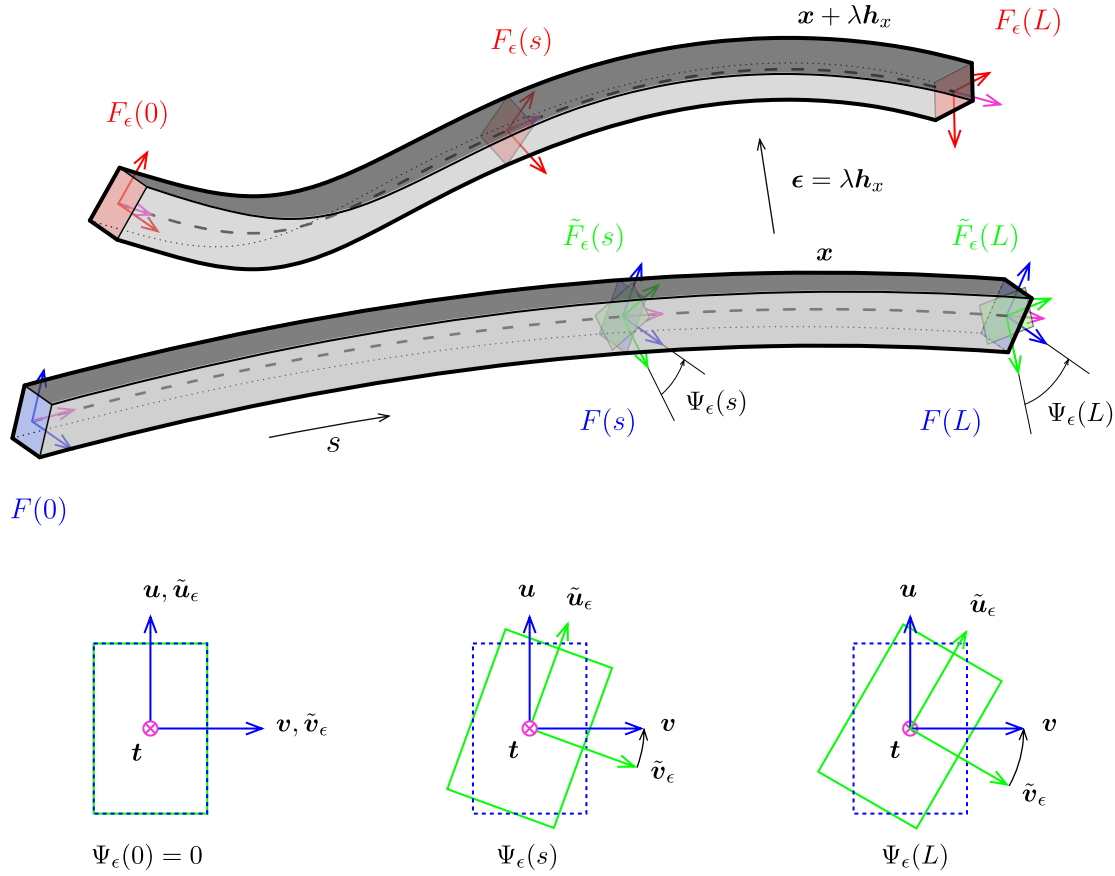 x + λh_x
F_ϵ(L)
F_ϵ(s)
F_ϵ(0)
ϵ = λh_x
F̃_ϵ(s)
F̃_ϵ(L)
x
Ψ_ϵ(s)
Ψ_ϵ(L)
F(s)
F(L)
s
F(0)
u, ũ_ϵ
u
ũ_ϵ
u
ũ_ϵ
v, ṽ_ϵ
v
v
t
t
t
ṽ_ϵ
ṽ_ϵ
Ψ_ϵ(0) = 0
Ψ_ϵ(s)
Ψ_ϵ(L)